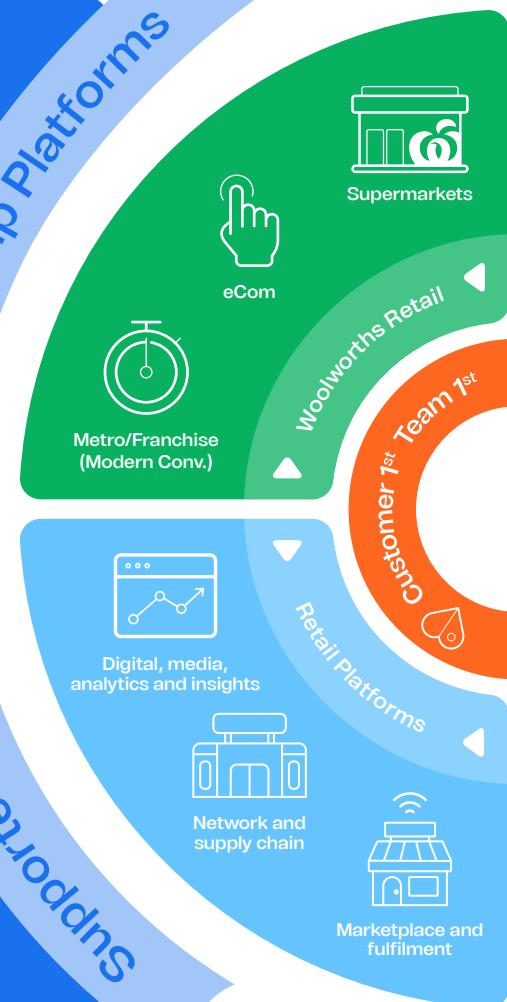 p Platforms
Supermarkets
eCom
Woolworths Retail
Metro/Franchise
(Modern Conv.)
Customer 1st Team 1st
Digital, media,
analytics and insights
Retail Platforms
Network and
supply chain
Marketplace and
fulfilment
Supporte